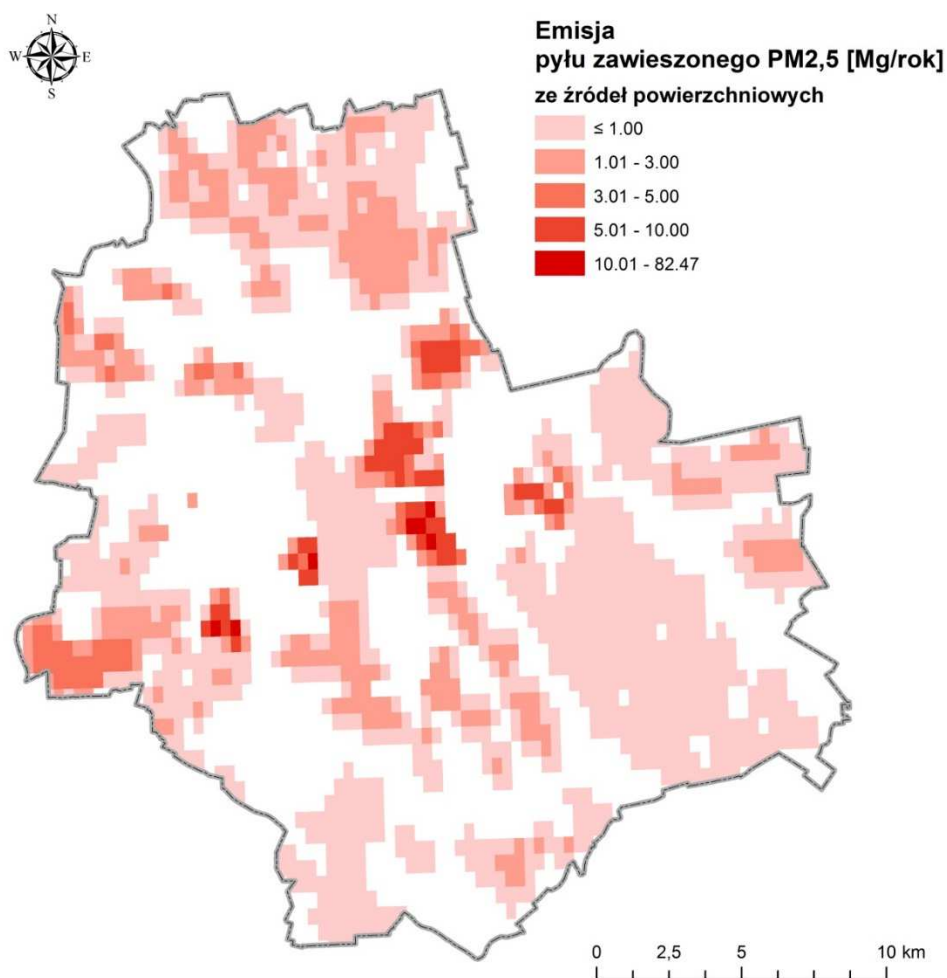 N
W E
S
Emisja
pyłu zawieszonego PM2,5 [Mg/rok]
ze źródeł powierzchniowych
≤ 1.00
1.01 - 3.00
3.01 - 5.00
5.01 - 10.00
10.01 - 82.47
0 2,5 5 10 km